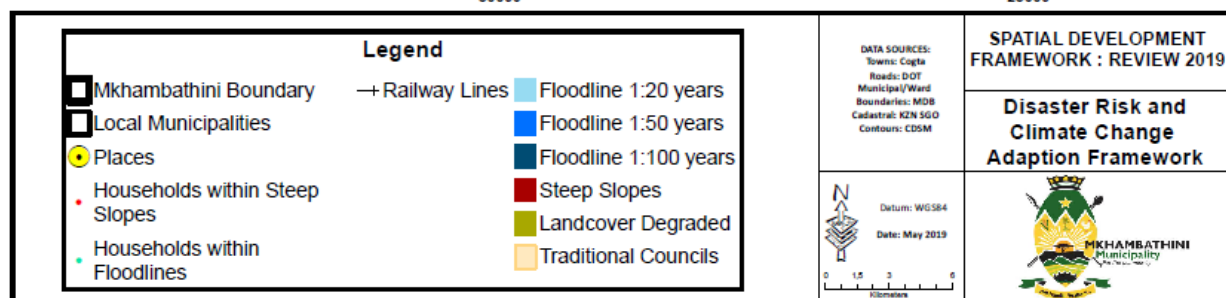 Legend
Mkhambathini Boundary
Local Municipalities
Places
Households within Steep
Slopes
Households within
Floodlines
Railway Lines
Floodline 1:20 years
Floodline 1:50 years
Floodline 1:100 years
Steep Slopes
Landcover Degraded
Traditional Councils
DATA SOURCES:
Towns: Cogta
Roads: DOT
Municipal/Ward
Boundaries: MDB
Cadastral: KZN SGO
Contours: CDSM
SPATIAL DEVELOPMENT
FRAMEWORK : REVIEW 2019
Disaster Risk and
Climate Change
Adaption Framework
N
Datum: WGS84
Date: May 2019
0 1,5 3 6
Kilometers
MKHAMBATHINI
Municipality